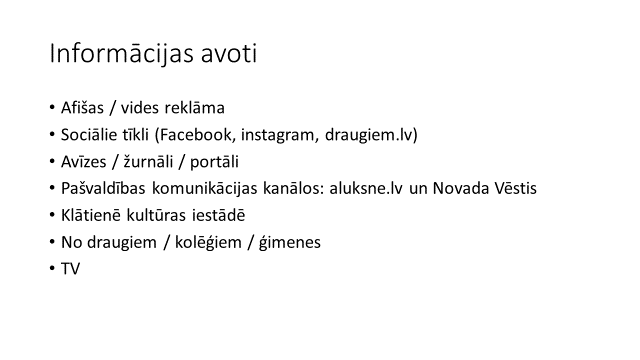 Informācijas avoti
• Afišas / vides reklāma
• Sociālie tīkli (Facebook, instagram, draugiem.lv)
• Avīzes / žurnāli / portāli
• Pašvaldības komunikācijas kanālos: aluksne.lv un Novada Vēstis
• Klātienē kultūras iestādē
• No draugiem / kolēģiem / ģimenes
• TV